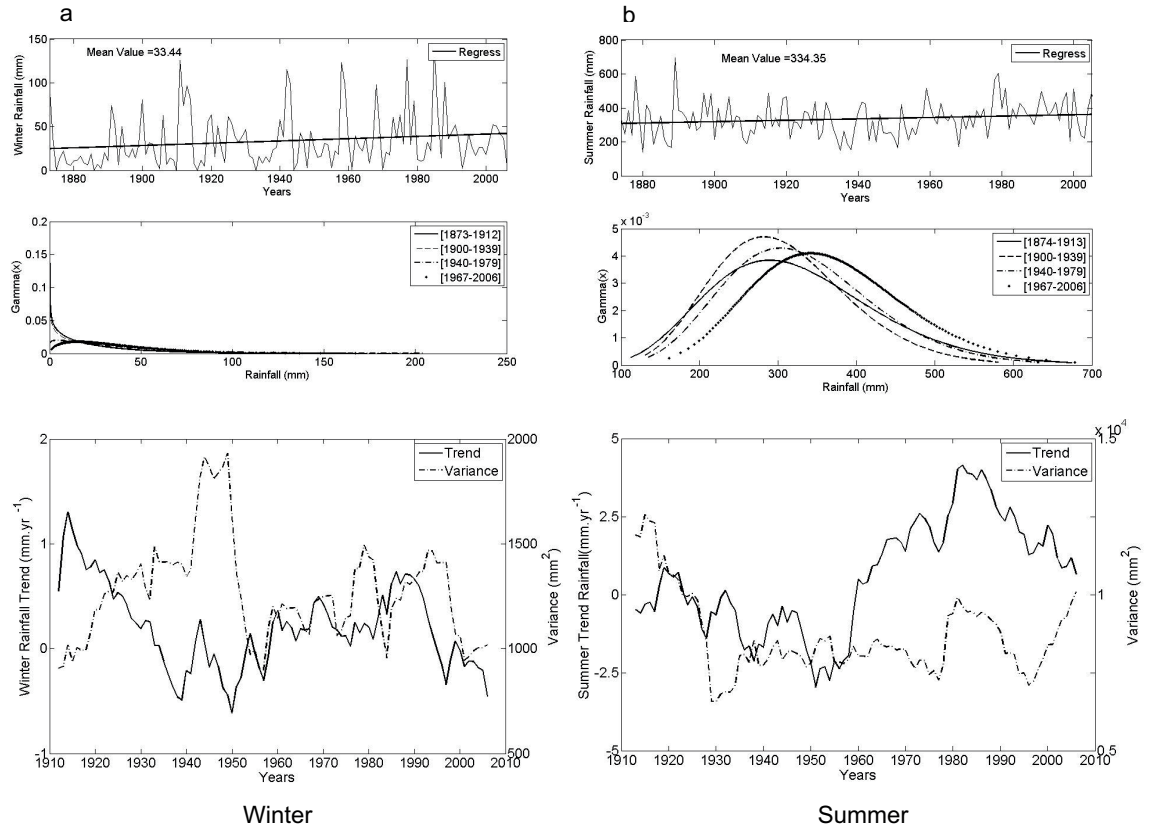 a
Mean Value =33.44
Regress
Winter Rainfall (mm)
150
100
50
0
1880 1900 1920 1940 1960 1980 2000
Years
0.2
0.15
0.1
0.05
0
Gamma(x)
[1873-1912]
[1900-1939]
[1940-1979]
[1967-2006]
0 50 100 150 200 250
Rainfall (mm)
2
1
0
-1
Winter Rainfall Trend (mm.yr -1)
Trend
Variance
2000
1500
1000
500
Variance (mm2)
1910 1920 1930 1940 1950 1960 1970 1980 1990 2000 2010
Years
Winter
b
Mean Value =334.35
Regress
Summer Rainfall (mm)
800
600
400
200
0
1880 1900 1920 1940 1960 1980 2000
Years
x 10-3
5
4
3
2
1
0
Gamma(x)
[1874-1913]
[1900-1939]
[1940-1979]
[1967-2006]
100 200 300 400 500 600 700
Rainfall (mm)
5
2.5
0
-2.5
-5
Summer Trend Rainfall(mm.yr-1)
Trend
Variance
x 104
1.5
1
0.5
Variance (mm2)
1910 1920 1930 1940 1950 1960 1970 1980 1990 2000 2010
Years
Summer